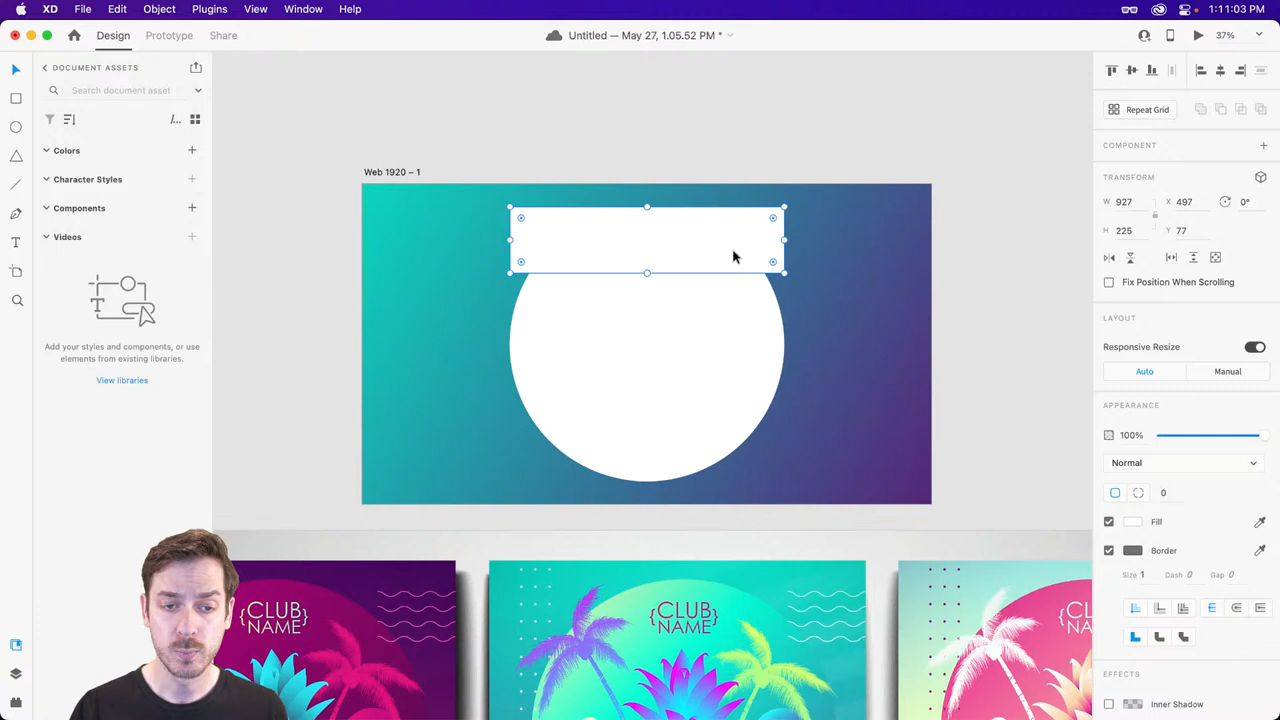 XD File Edit Object Plugins View Window Help 1:11:03 PM
Design Prototype Share Untitled — May 27, 1.05.52 PM * 37%
DOCUMENT ASSETS
Search document asset
Repeat Grid
/...
COMPONENT
Colors
Web 1920 – 1
TRANSFORM
Character Styles
W 927 X 497 0°
Components
H 225 Y 77
Videos
Fix Position When Scrolling
LAYOUT
Responsive Resize
Add your styles and components, or use
elements from existing libraries.
Auto Manual
View libraries
APPEARANCE
100%
Normal
0
Fill
Border
Size 1 Dash 0 Gap 0
{CLUB
NAME}
{CLUB
NAME}
{CLU
NA
EFFECTS
Inner Shadow